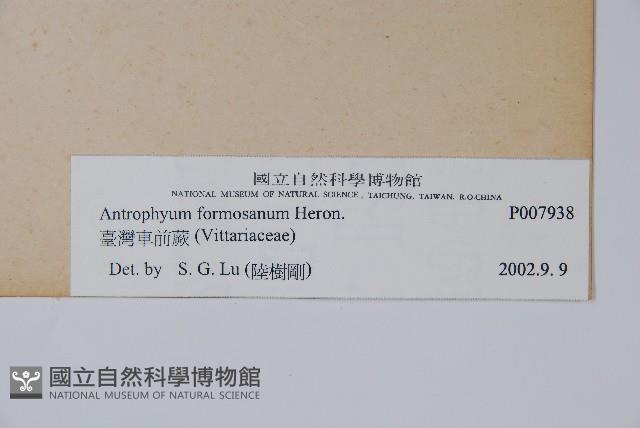 國立自然科學博物館
NATIONAL MUSEUM OF NATURAL SCIENCE, TAICHUNG, TAIWAN, R.O.CHINA
Antrophyum formosanum Heron. P007938
臺灣車前蕨 (Vittariaceae)
Det. by S. G. Lu (陸樹剛) 2002.9.9
國立自然科學博物館
NATIONAL MUSEUM OF NATURAL SCIENCE